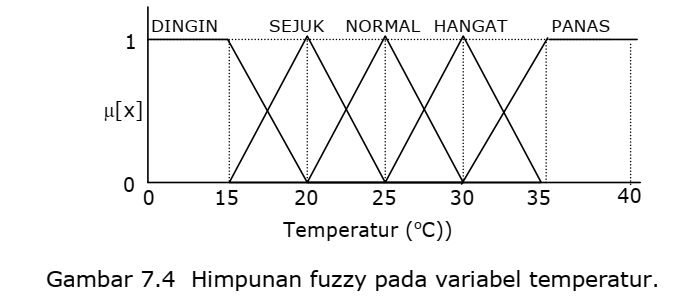 DINGIN SEJUK NORMAL HANGAT PANAS
1
μ[x]
0
0 15 20 25 30 35 40
Temperatur (°C))
Gambar 7.4 Himpunan fuzzy pada variabel temperatur.